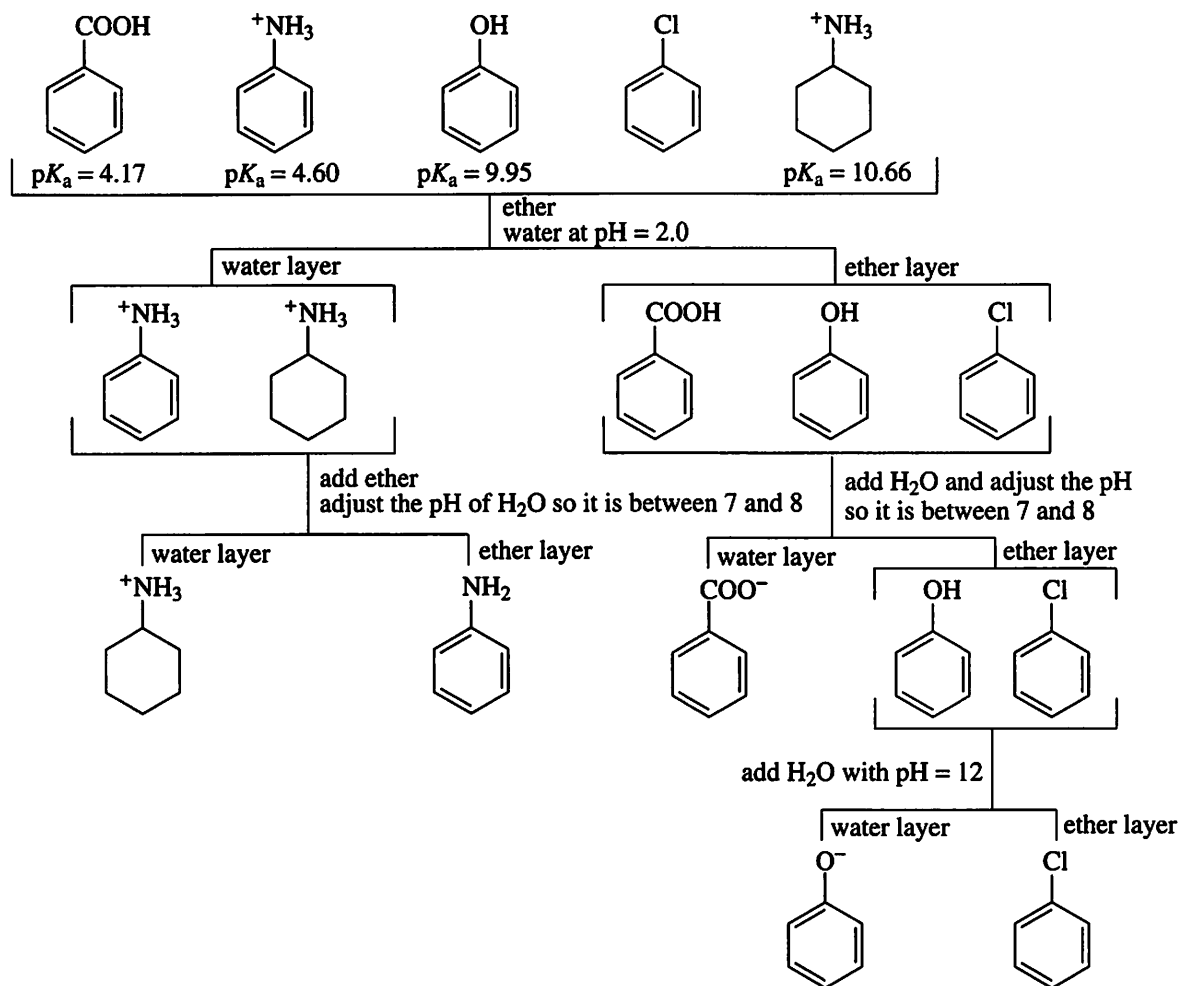 COOH ⁺NH₃ OH Cl ⁺NH₃
pKₐ = 4.17 pKₐ = 4.60 pKₐ = 9.95 pKₐ = 10.66
ether
water at pH = 2.0
water layer ether layer
⁺NH₃ ⁺NH₃ COOH OH Cl
add ether
adjust the pH of H₂O so it is between 7 and 8
add H₂O and adjust the pH
so it is between 7 and 8
water layer ether layer water layer ether layer
⁺NH₃ NH₂ COO⁻ OH Cl
add H₂O with pH = 12
water layer ether layer
O⁻ Cl